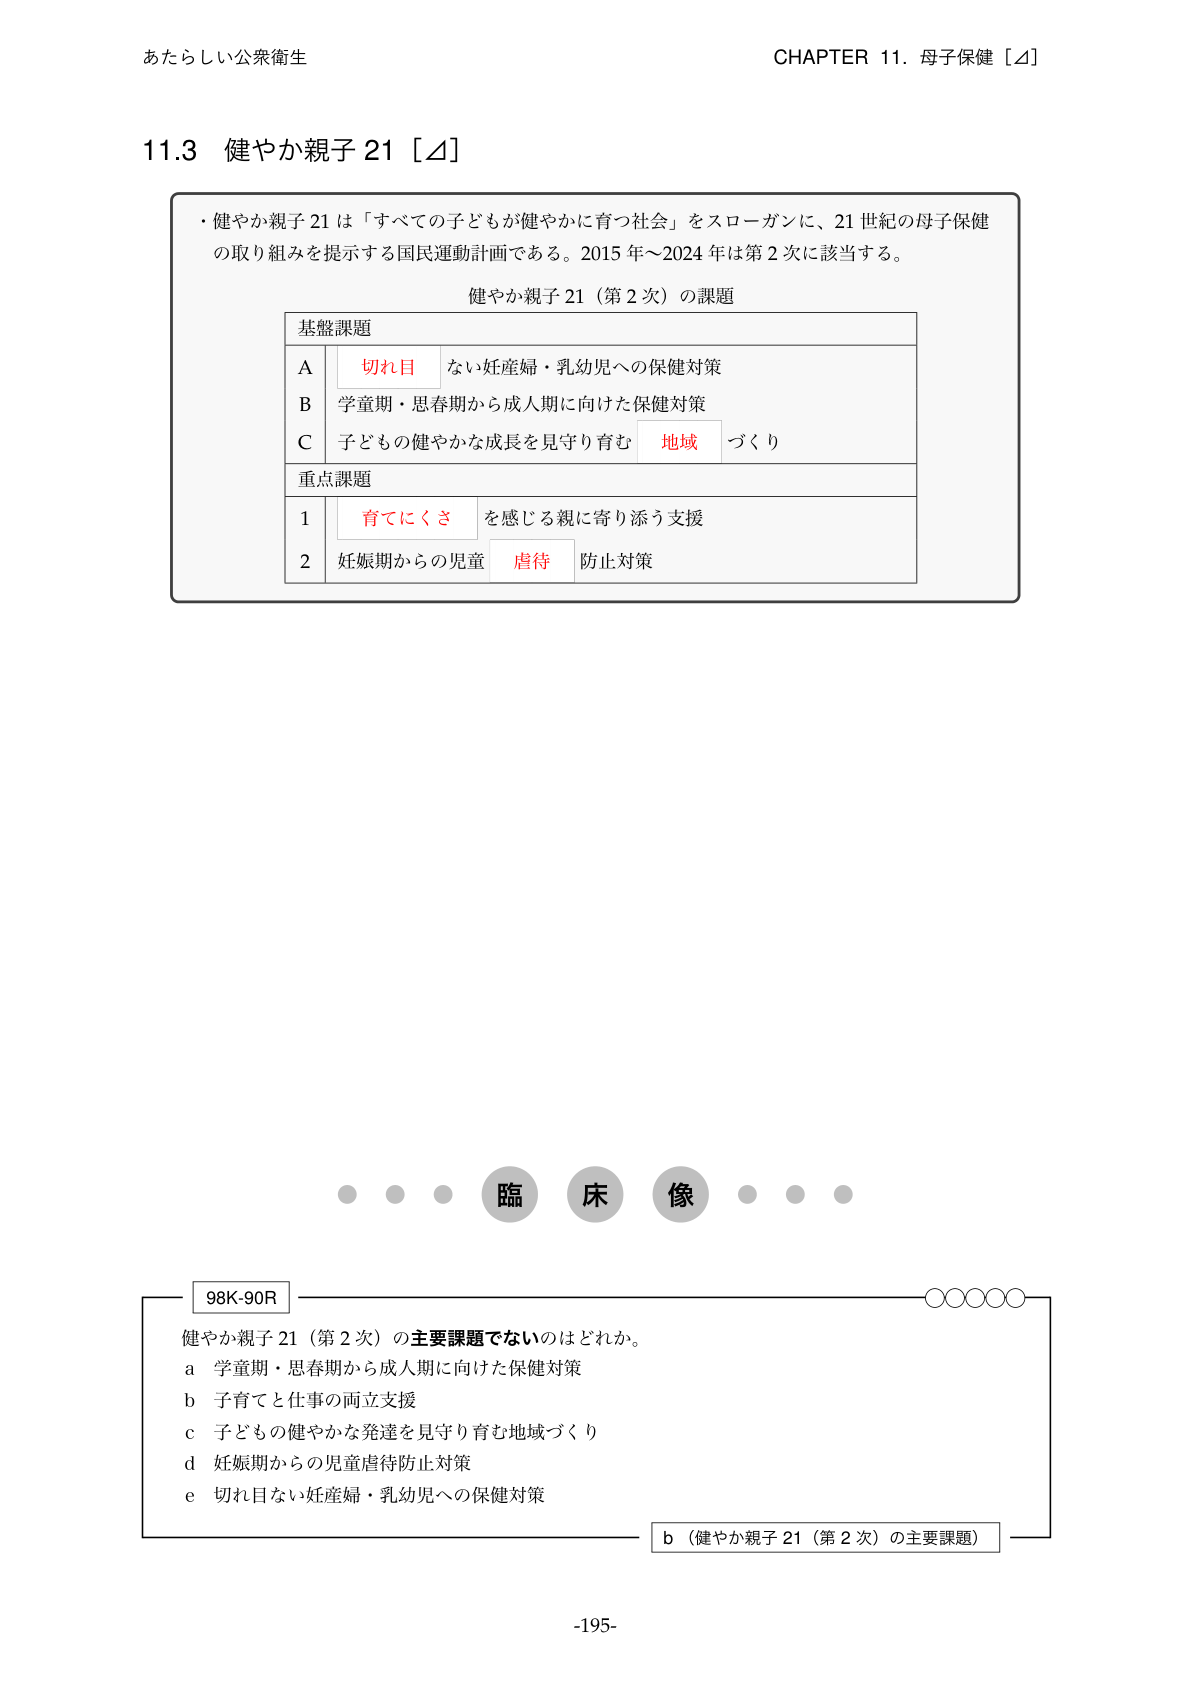 あたらしい公衆衛生
CHAPTER 11. 母子保健［⊿］
11.3　健やか親子 21［⊿］
・健やか親子 21 は「すべての子どもが健やかに育つ社会」をスローガンに、21 世紀の母子保健
の取り組みを提示する国民運動計画である。2015 年〜2024 年は第 2 次に該当する。
健やか親子 21（第 2 次）の課題
基盤課題
A 切れ目 ない妊産婦・乳幼児への保健対策
B 学童期・思春期から成人期に向けた保健対策
C 子どもの健やかな成長を見守り育む 地域 づくり
重点課題
1 育てにくさ を感じる親に寄り添う支援
2 妊娠期からの児童 虐待 防止対策
臨 床 像
98K-90R
健やか親子 21（第 2 次）の主要課題でないのはどれか。
a 学童期・思春期から成人期に向けた保健対策
b 子育てと仕事の両立支援
c 子どもの健やかな発達を見守り育む地域づくり
d 妊娠期からの児童虐待防止対策
e 切れ目ない妊産婦・乳幼児への保健対策
b（健やか親子 21（第 2 次）の主要課題）
-195-